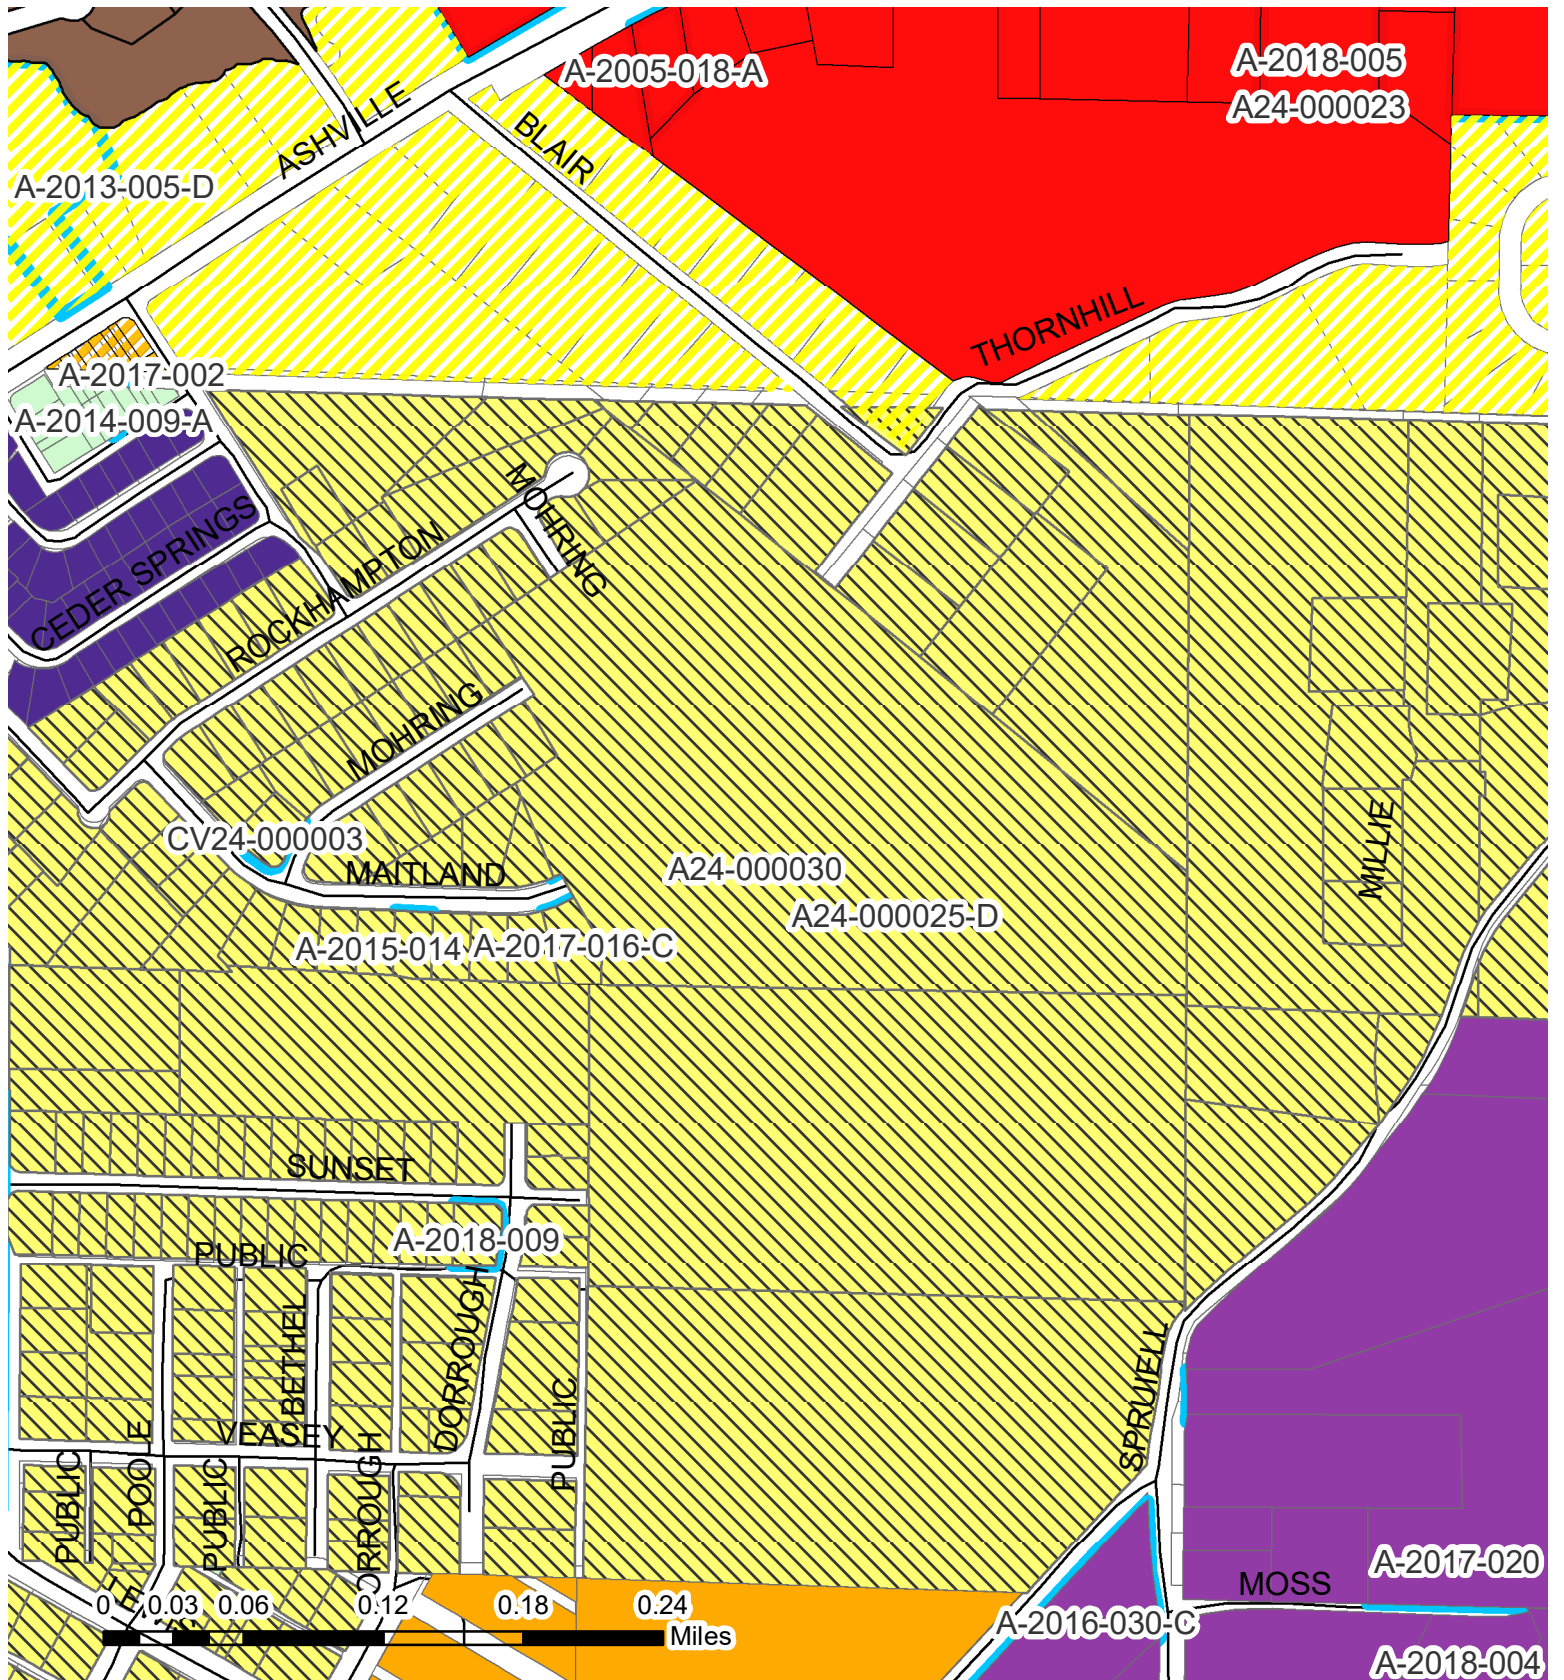 A-2005-018-A
A-2018-005
A24-000023
ASHVILLE
BLAIR
A-2013-005-D
THORNHILL
A-2017-002
A-2014-009-A
MOHRING
CEDER SPRINGS
ROCKHAMPTON
MOHRING
MILLIE
CV24-000003
MAITLAND
A24-000030
A24-000025-D
A-2015-014
A-2017-016-C
SUNSET
A-2018-009
PUBLIC
BETHEL
DORROUGH
SPRUIELL
PUBLIC
VEASEY
POOLE
PUBLIC
PUBLIC
ORROUGH
A-2017-020
MOSS
0 0.03 0.06 0.12 0.18 0.24
Miles
A-2016-030-C
A-2018-004